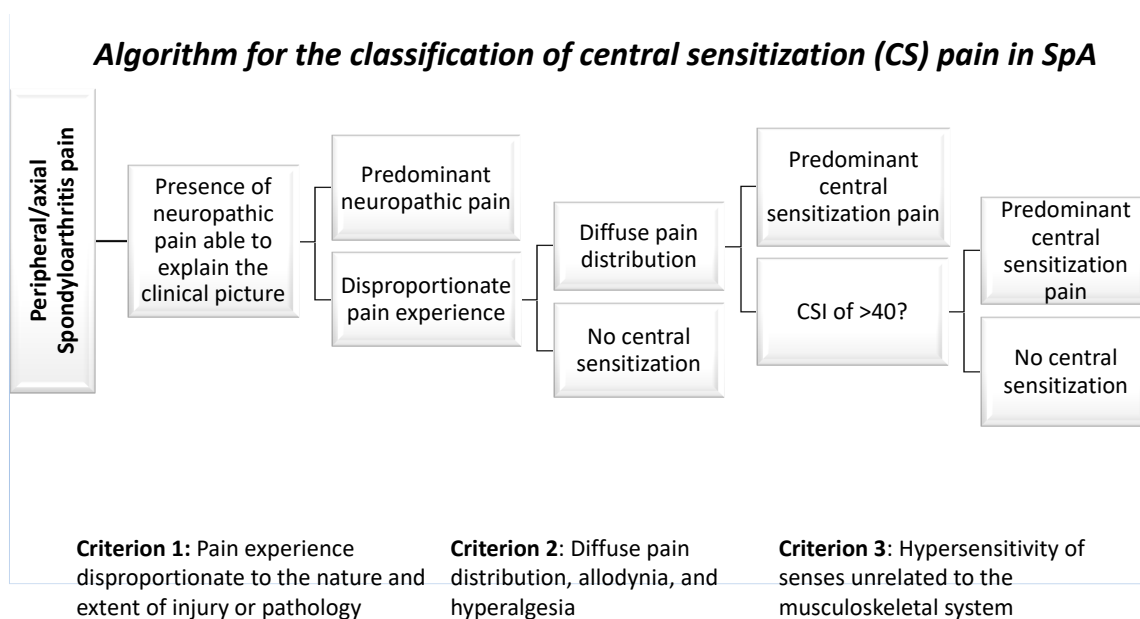 Algorithm for the classification of central sensitization (CS) pain in SpA
Peripheral/axial
Spondyloarthritis pain
Presence of
neuropathic
pain able to
explain the
clinical picture
Predominant
neuropathic pain
Disproportionate
pain experience
Diffuse pain
distribution
No central
sensitization
Predominant
central
sensitization pain
CSI of >40?
Predominant
central
sensitization
pain
No central
sensitization
Criterion 1: Pain experience
disproportionate to the nature and
extent of injury or pathology
Criterion 2: Diffuse pain
distribution, allodynia, and
hyperalgesia
Criterion 3: Hypersensitivity of
senses unrelated to the
musculoskeletal system